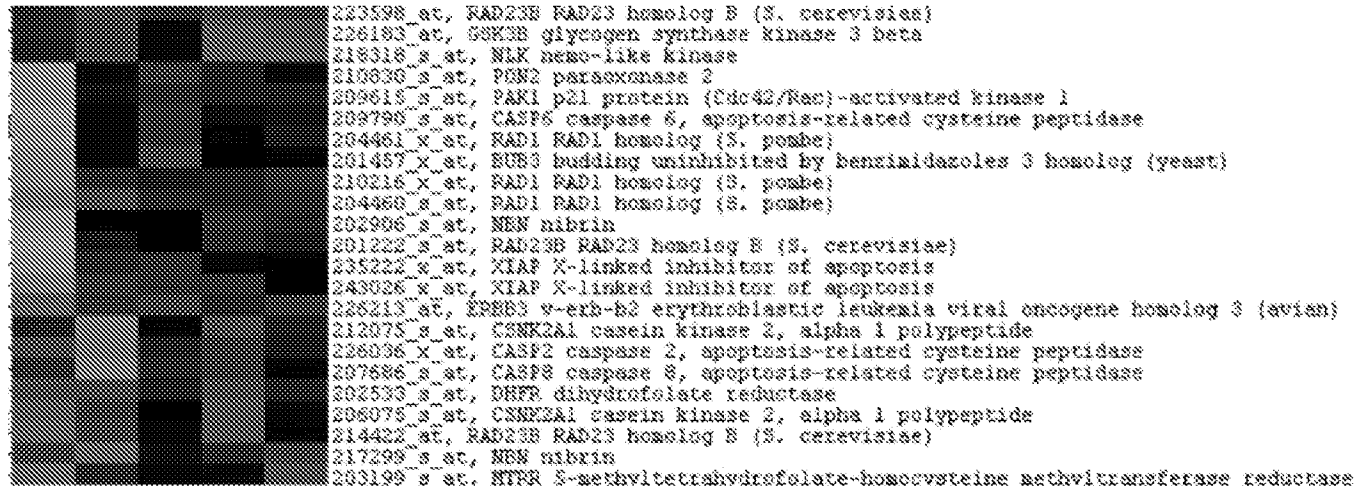 223598_at, RAD23B RAD23 homolog B (S. cerevisiae)
226183_at, GSK3B glycogen synthase kinase 3 beta
218318_s_at, NLK nemo-like kinase
210830_s_at, PON2 paraoxonase 2
209615_s_at, PAK1 p21 protein (Cdc42/Rac)-activated kinase 1
209790_s_at, CASP6 caspase 6, apoptosis-related cysteine peptidase
204461_x_at, RAD1 RAD1 homolog (S. pombe)
201457_x_at, BUB3 budding uninhibited by benzimidazoles 3 homolog (yeast)
210216_x_at, RAD1 RAD1 homolog (S. pombe)
204460_s_at, RAD1 RAD1 homolog (S. pombe)
202906_s_at, NBN nibrin
201222_s_at, RAD23B RAD23 homolog B (S. cerevisiae)
235222_x_at, XIAP X-linked inhibitor of apoptosis
243026_x_at, XIAP X-linked inhibitor of apoptosis
226213_at, ERBB3 v-erb-b2 erythroblastic leukemia viral oncogene homolog 3 (avian)
212075_s_at, CSNK2A1 casein kinase 2, alpha 1 polypeptide
226036_x_at, CASP2 caspase 2, apoptosis-related cysteine peptidase
207686_s_at, CASP8 caspase 8, apoptosis-related cysteine peptidase
202533_s_at, DHFR dihydrofolate reductase
206075_s_at, CSNK2A1 casein kinase 2, alpha 1 polypeptide
214422_at, RAD23B RAD23 homolog B (S. cerevisiae)
217299_s_at, NBN nibrin
203199_s_at, MTRR 5-methyltetrahydrofolate-homocysteine methyltransferase reductase